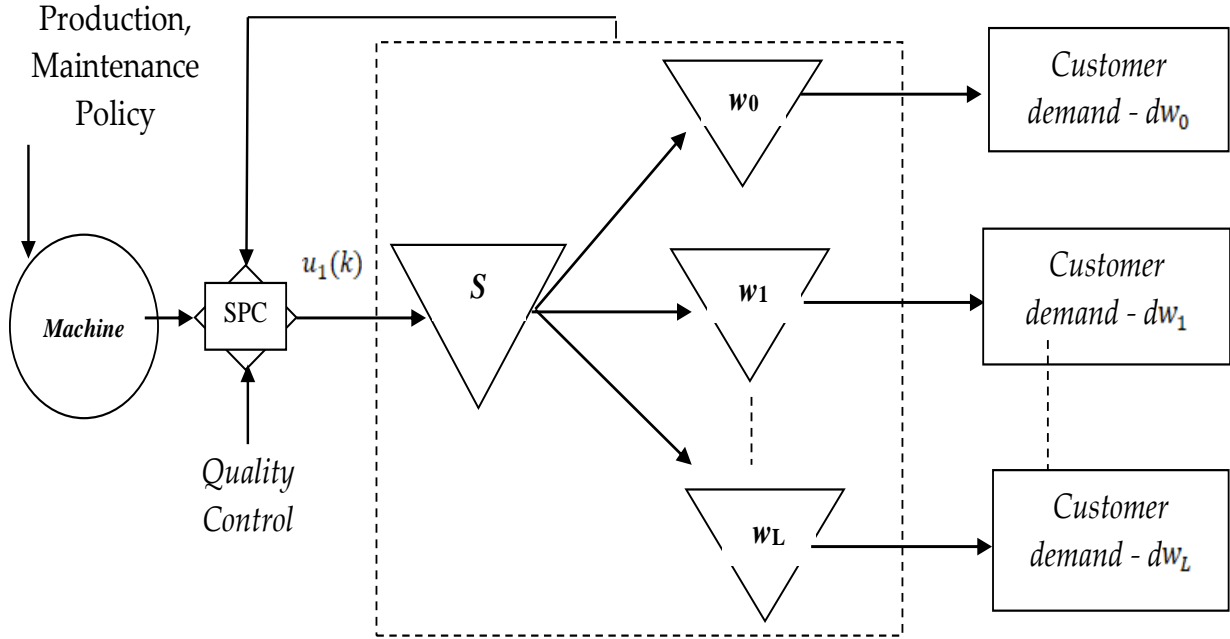 Production,
Maintenance
Policy
Machine
SPC
Quality
Control
u₁(k)
S
w0
w1
wL
Customer
demand - dw₀
Customer
demand - dw₁
Customer
demand - dw_L